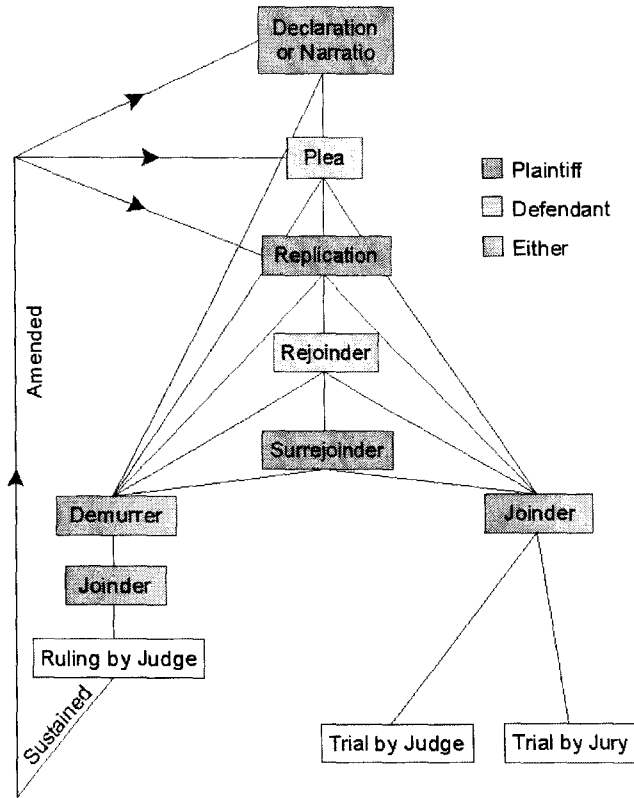 Declaration
or Narratio
Plea
Plaintiff
Defendant
Either
Replication
Amended
Rejoinder
Surrejoinder
Demurrer
Joinder
Joinder
Ruling by Judge
Sustained
Trial by Judge
Trial by Jury